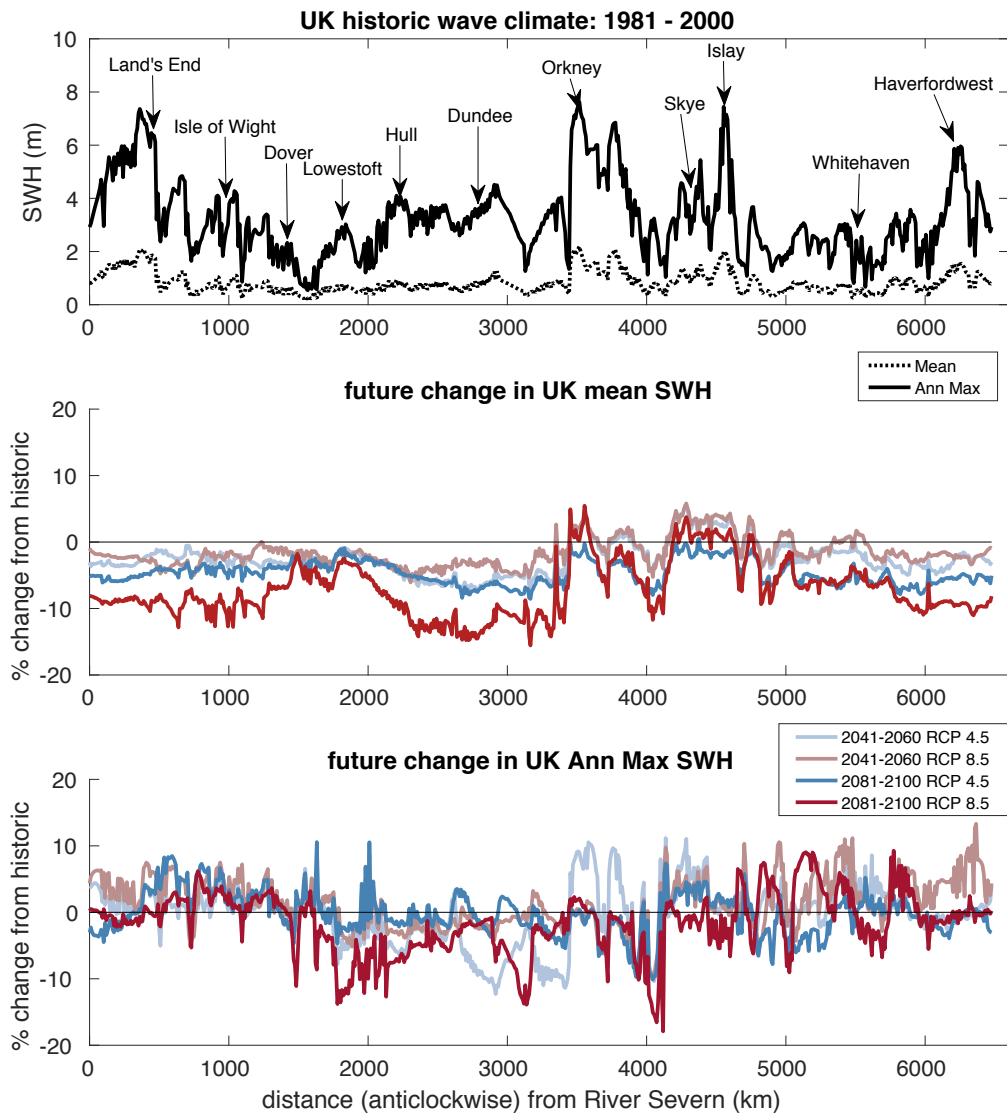 UK historic wave climate: 1981 - 2000
10
8
6
4
2
0
SWH (m)
Land's End
Isle of Wight
Dover
Lowestoft
Hull
Dundee
Orkney
Skye
Islay
Whitehaven
Haverfordwest
0 1000 2000 3000 4000 5000 6000
Mean
Ann Max
future change in UK mean SWH
20
10
0
-10
-20
% change from historic
0 1000 2000 3000 4000 5000 6000
2041-2060 RCP 4.5
2041-2060 RCP 8.5
2081-2100 RCP 4.5
2081-2100 RCP 8.5
future change in UK Ann Max SWH
20
10
0
-10
-20
% change from historic
0 1000 2000 3000 4000 5000 6000
distance (anticlockwise) from River Severn (km)